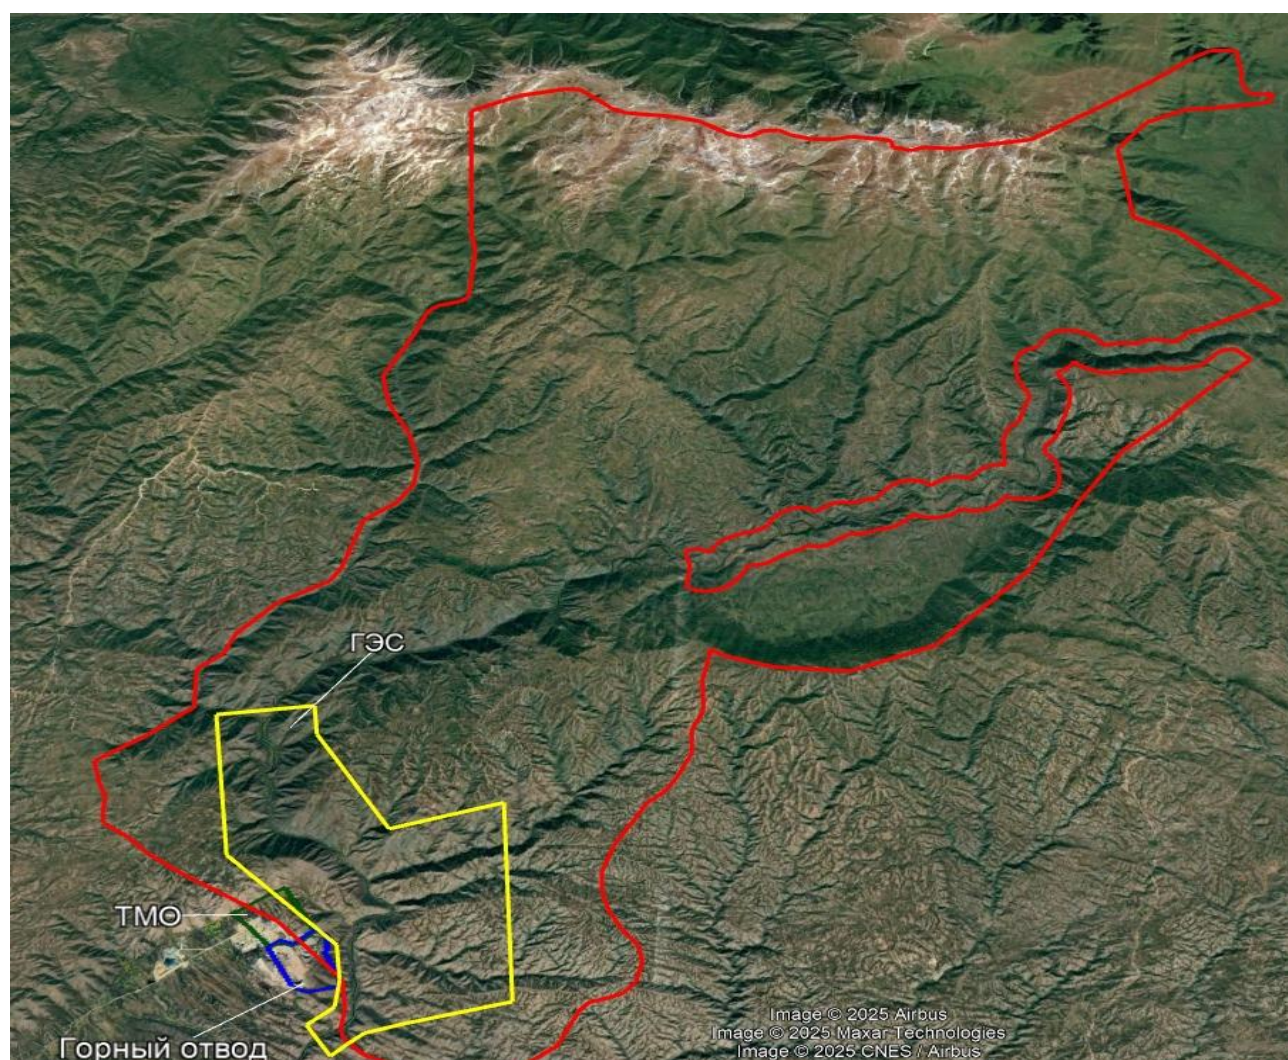 ГЭС
ТМО
Горный отвод
Image © 2025 Airbus
Image © 2025 Maxar Technologies
Image © 2025 CNES / Airbus